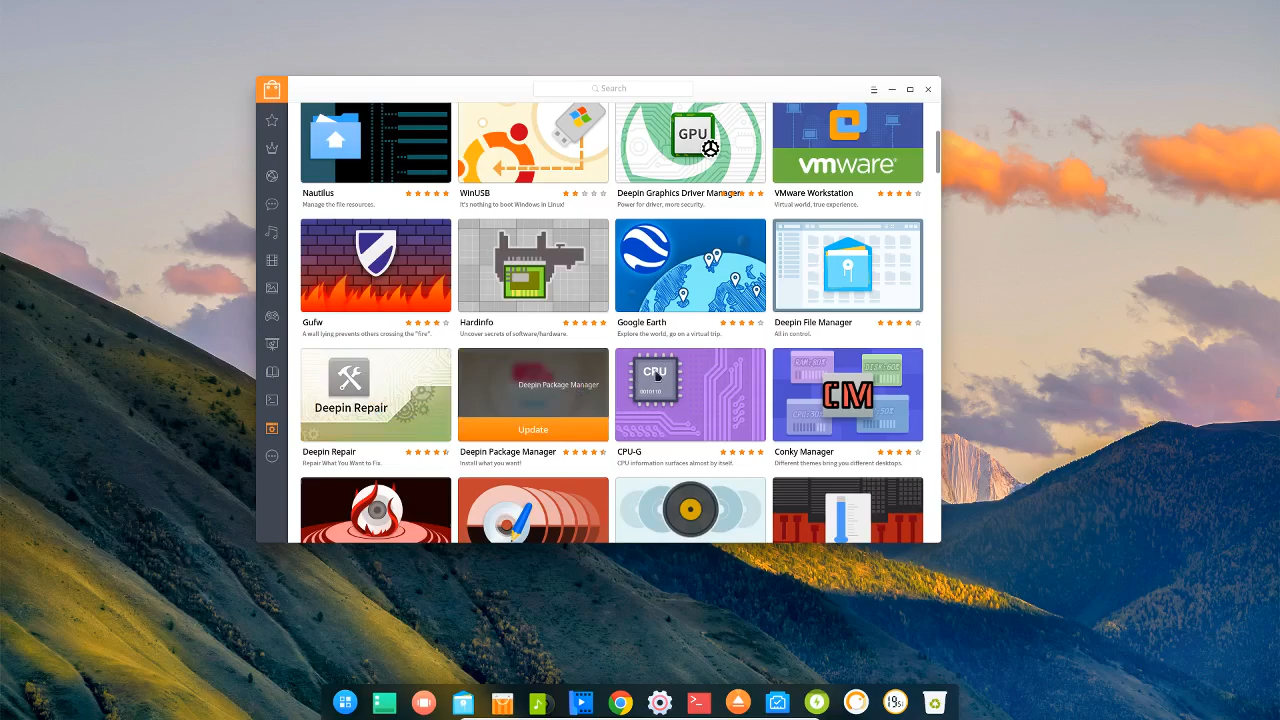 Search
GPU
vmware
Nautilus
Manage the file resources.
WinUSB
It's nothing to boot Windows in Linux!
Deepin Graphics Driver Manager
Power for driver, more security.
VMware Workstation
Virtual world, true experience.
Gufw
A wall lying prevents others crossing the "fire".
Hardinfo
Uncover secrets of software/hardware.
Google Earth
Explore the world, go on a virtual trip.
Deepin File Manager
All in control.
Deepin Repair
Deepin Package Manager
Update
CPU
0010110
RAM:80%
DISK:60%
CM
Deepin Repair
Repair What You Want to Fix.
Deepin Package Manager
Install what you want!
CPU-G
CPU information surfaces almost by itself.
Conky Manager
Different themes bring you different desktops.